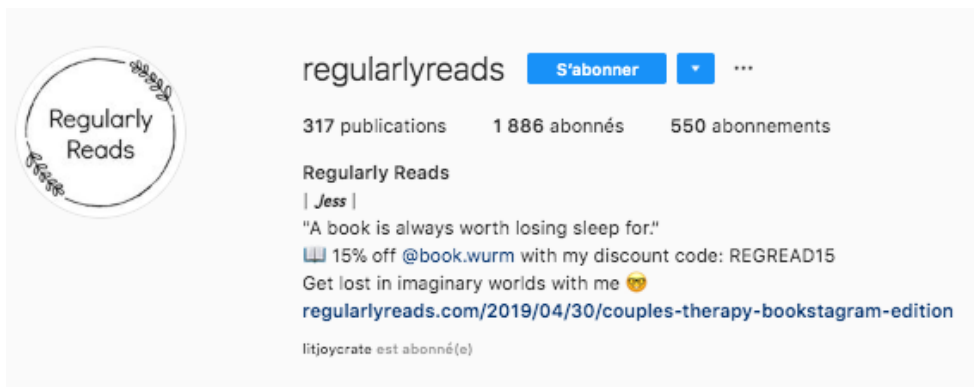 Regularly
Reads
regularlyreads S'abonner ...
317 publications 1 886 abonnés 550 abonnements
Regularly Reads
| Jess |
"A book is always worth losing sleep for."
📖 15% off @book.wurm with my discount code: REGREAD15
Get lost in imaginary worlds with me 🤓
regularlyreads.com/2019/04/30/couples-therapy-bookstagram-edition
litjoycrate est abonné(e)